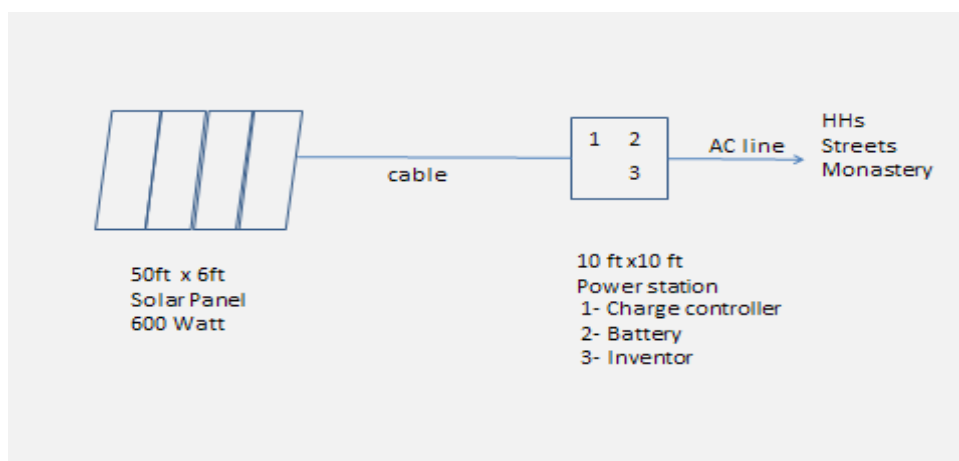 1 2
3
cable
AC line
HHs
Streets
Monastery
50ft x 6ft
Solar Panel
600 Watt
10 ft x10 ft
Power station
1- Charge controller
2- Battery
3- Inventor